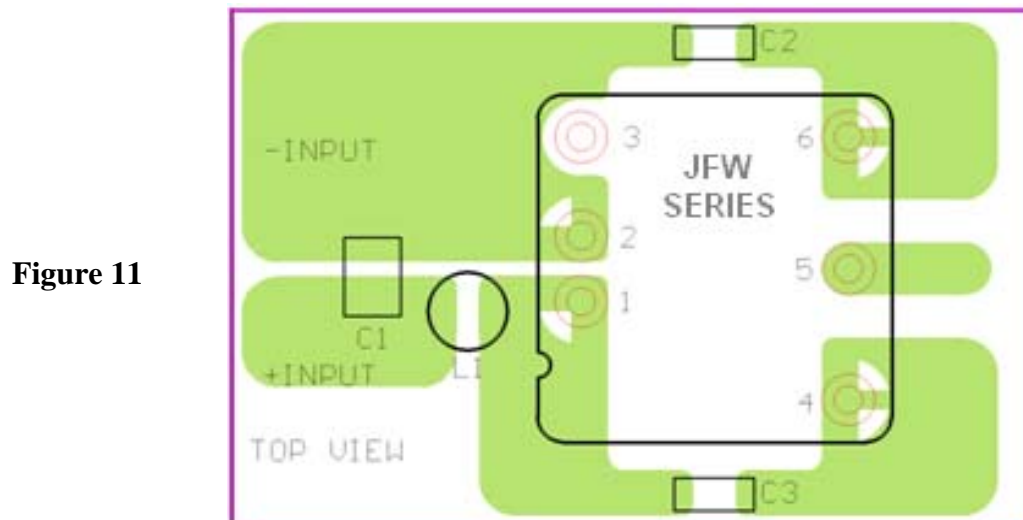 C2
-INPUT
3
JFW
6
SERIES
2
5
Figure 11
1
C1
L1
+INPUT
4
TOP VIEW
C3